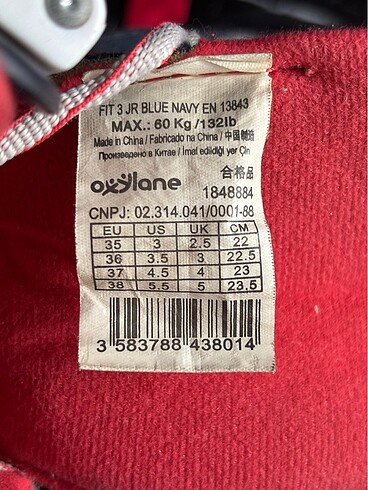 FIT 3 JR BLUE NAVY EN 13843
MAX.: 60 Kg /132lb
Made in China / Fabricado na China / 中国制造
Произведено в Китае / Imal edildiği yer Çin
合格品
oxylane
1848884
CNPJ: 02.314.041/0001-88
EU US UK CM
35 3 2.5 22
36 3.5 3 22.5
37 4.5 4 23
38 5.5 5 23.5
3 583788 438014